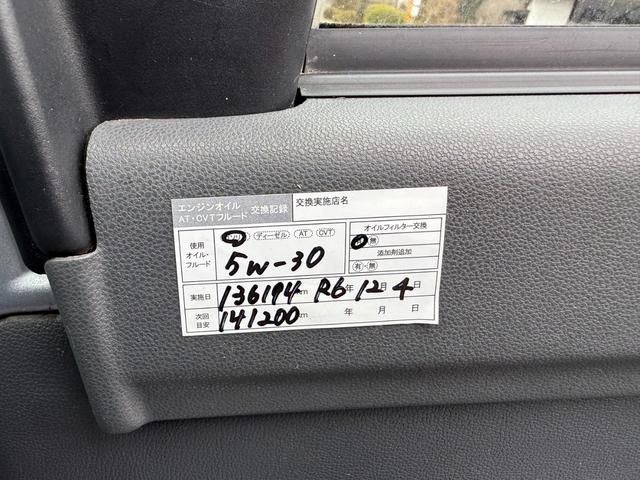 エンジンオイル 交換記録 交換実施店名
AT・CVTフルード
使用オイル・フルード ディーゼル AT CVT
5W-30
オイルフィルター交換
無
添加剤追加
有・無
実施日 136194 km R6年 12月 4日
次回目安 141200 km 年 月 日